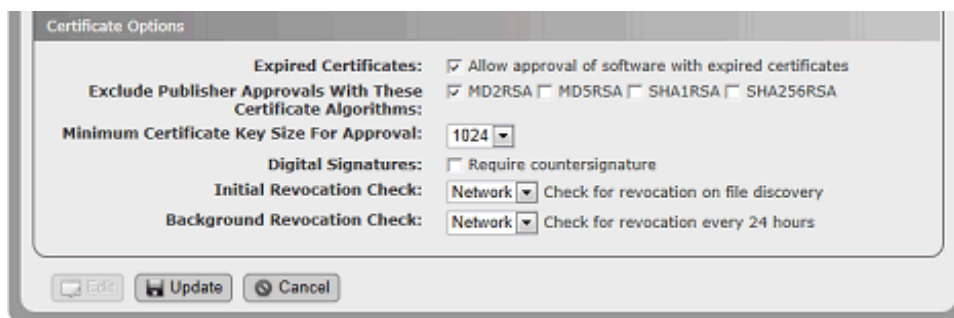 Certificate Options
Expired Certificates: Allow approval of software with expired certificates
Exclude Publisher Approvals With These Certificate Algorithms: MD2RSA MD5RSA SHA1RSA SHA256RSA
Minimum Certificate Key Size For Approval: 1024
Digital Signatures: Require countersignature
Initial Revocation Check: Network Check for revocation on file discovery
Background Revocation Check: Network Check for revocation every 24 hours
Edit Update Cancel